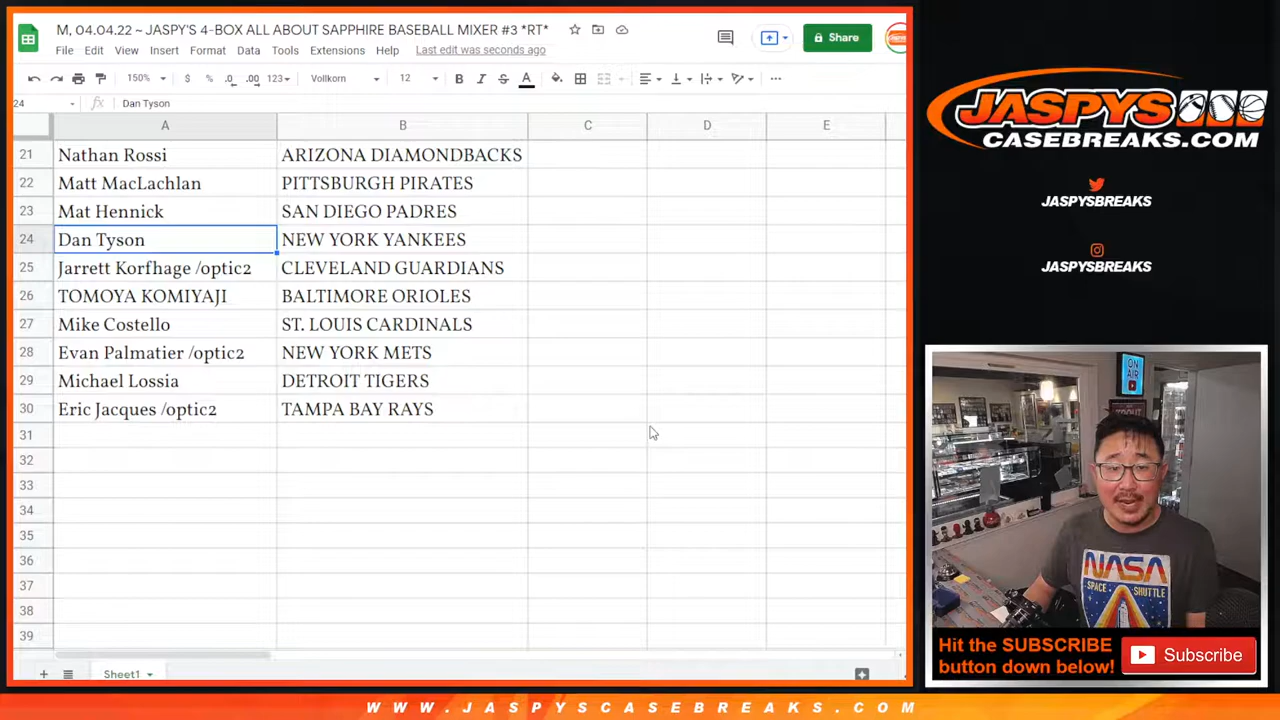 M, 04.04.22 ~ JASPY'S 4-BOX ALL ABOUT SAPPHIRE BASEBALL MIXER #3 *RT*
File Edit View Insert Format Data Tools Extensions Help Last edit was seconds ago
Share
150% $ % .0 .00 123 Vollkorn 12 B I S A
24 fx Dan Tyson
A B C D E
21 Nathan Rossi ARIZONA DIAMONDBACKS
22 Matt MacLachlan PITTSBURGH PIRATES
23 Mat Hennick SAN DIEGO PADRES
24 Dan Tyson NEW YORK YANKEES
25 Jarrett Korfhage /optic2 CLEVELAND GUARDIANS
26 TOMOYA KOMIYAJI BALTIMORE ORIOLES
27 Mike Costello ST. LOUIS CARDINALS
28 Evan Palmatier /optic2 NEW YORK METS
29 Michael Lossia DETROIT TIGERS
30 Eric Jacques /optic2 TAMPA BAY RAYS
31
32
33
34
35
36
37
38
39
Sheet1
JASPYS
CASEBREAKS.COM
JASPYSBREAKS
JASPYSBREAKS
ON
AIR
NASA
SPACE SHUTTLE
Hit the SUBSCRIBE
button down below!
Subscribe
WWW.JASPYSCASEBREAKS.COM